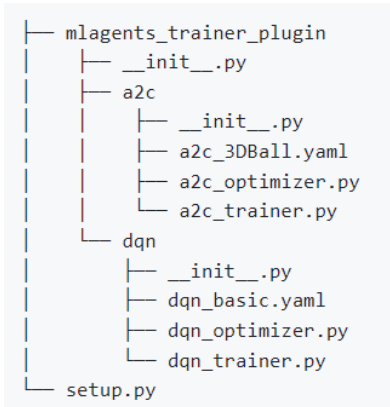 ├── mlagents_trainer_plugin
│   ├── __init__.py
│   ├── a2c
│   │   ├── __init__.py
│   │   ├── a2c_3DBall.yaml
│   │   ├── a2c_optimizer.py
│   │   └── a2c_trainer.py
│   └── dqn
│       ├── __init__.py
│       ├── dqn_basic.yaml
│       ├── dqn_optimizer.py
│       └── dqn_trainer.py
└── setup.py